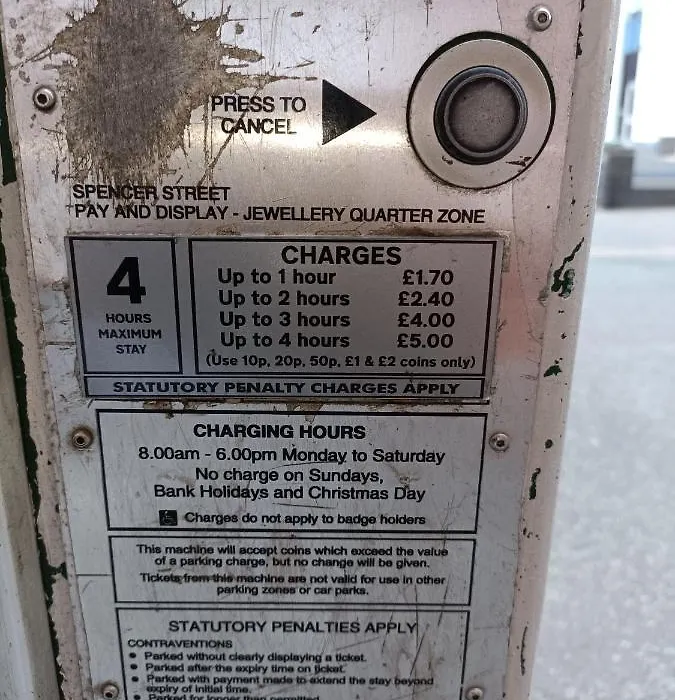 PRESS TO
CANCEL
SPENCER STREET
PAY AND DISPLAY - JEWELLERY QUARTER ZONE
4
HOURS
MAXIMUM
STAY
CHARGES
Up to 1 hour £1.70
Up to 2 hours £2.40
Up to 3 hours £4.00
Up to 4 hours £5.00
(Use 10p, 20p, 50p, £1 & £2 coins only)
STATUTORY PENALTY CHARGES APPLY
CHARGING HOURS
8.00am - 6.00pm Monday to Saturday
No charge on Sundays,
Bank Holidays and Christmas Day
Charges do not apply to badge holders
This machine will accept coins which exceed the value
of a parking charge, but no change will be given.
Tickets from this machine are not valid for use in other
parking zones or car parks.
STATUTORY PENALTIES APPLY
CONTRAVENTIONS
• Parked without clearly displaying a ticket.
• Parked after the expiry time on ticket.
• Parked with payment made to extend the stay beyond
expiry of initial time.
• Parked for longer than permitted.